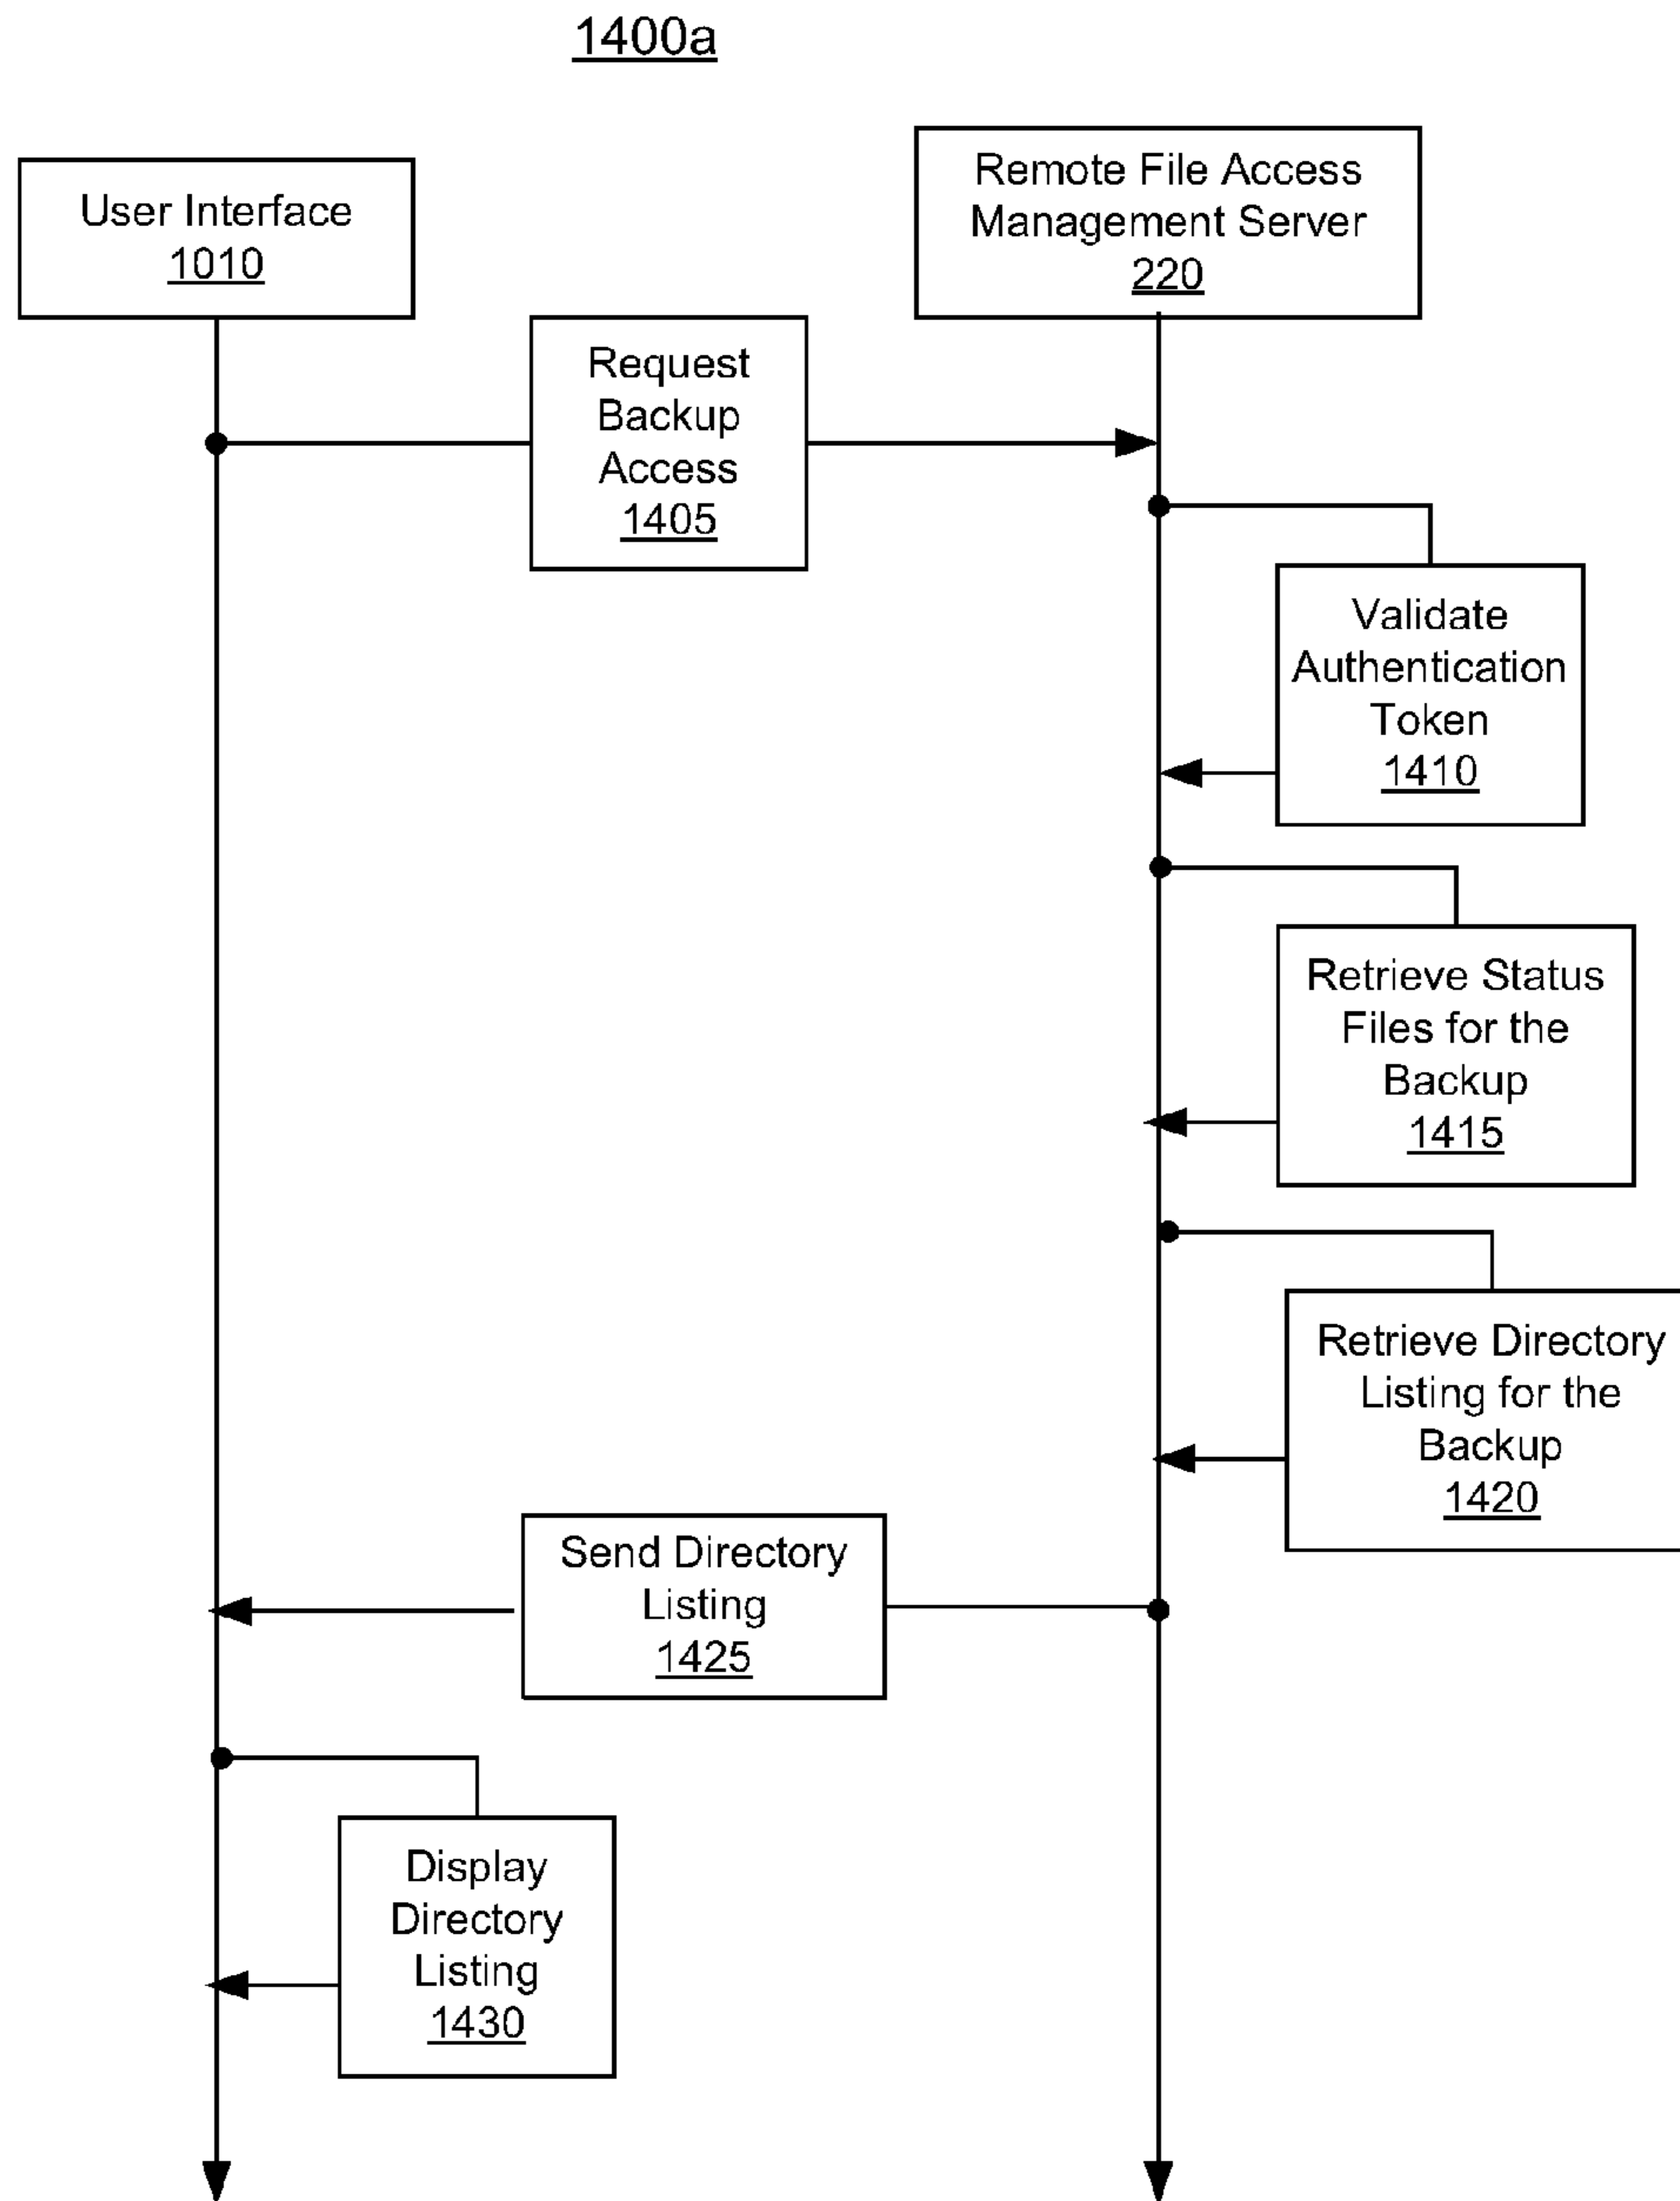 1400a
User Interface
1010
Remote File Access
Management Server
220
Request
Backup
Access
1405
Validate
Authentication
Token
1410
Retrieve Status
Files for the
Backup
1415
Retrieve Directory
Listing for the
Backup
1420
Send Directory
Listing
1425
Display
Directory
Listing
1430